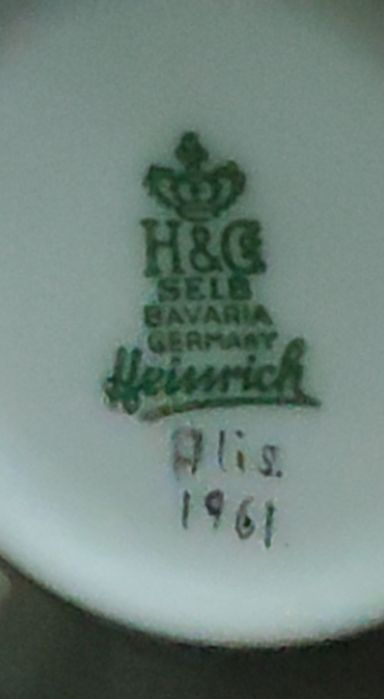 H&C
SELB
BAVARIA
GERMANY
Heinrich
Alis.
1961